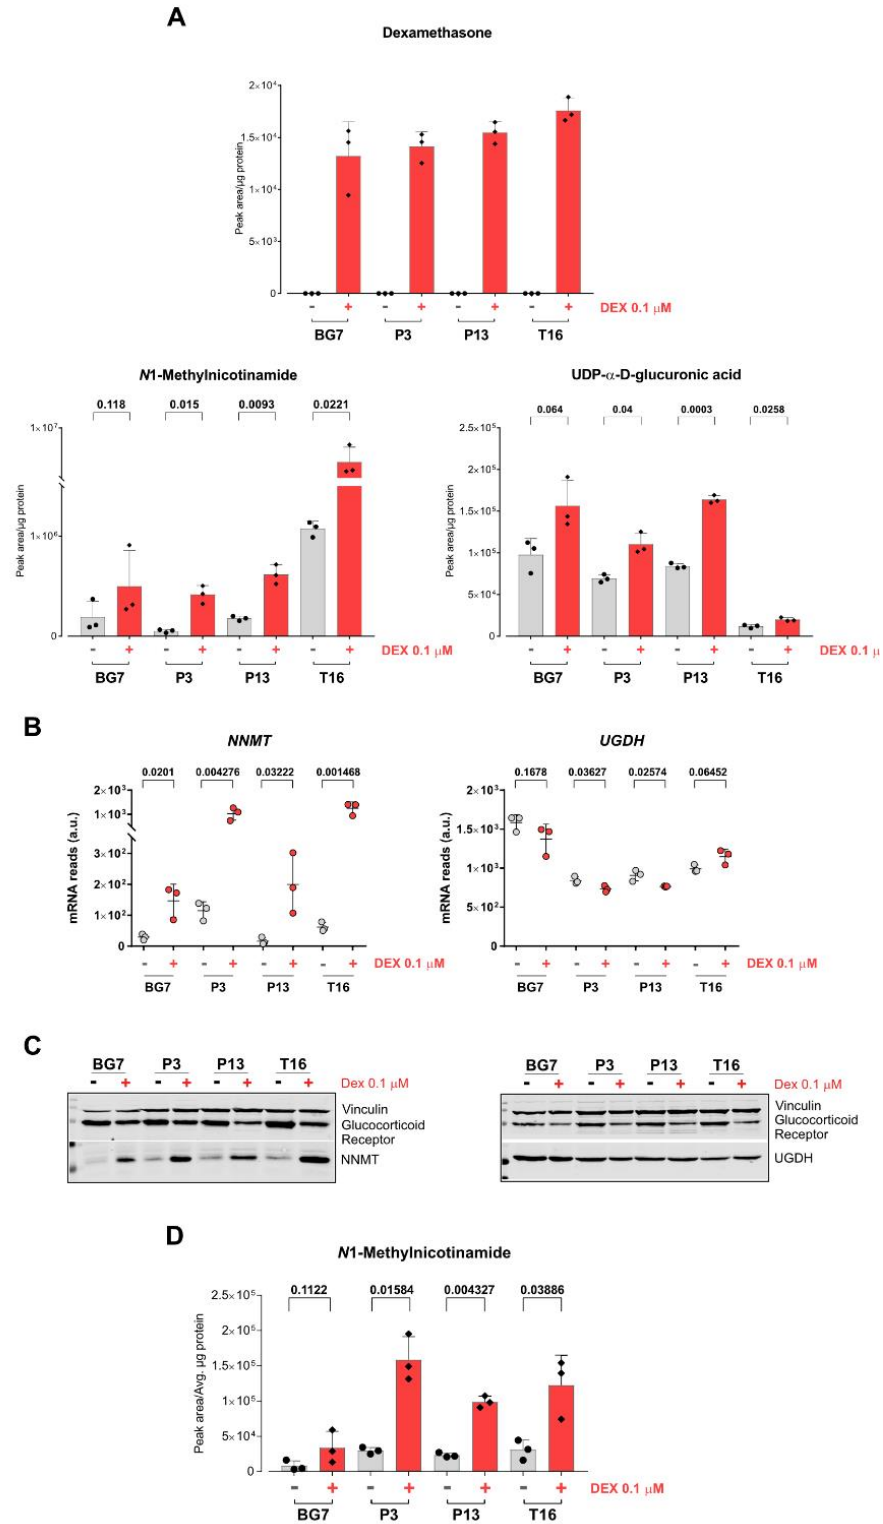 A
Dexamethasone
Peak area/µg protein
2×10⁴
1.5×10⁴
1×10⁴
5×10³
0
- + - + - + - + DEX 0.1 µM
BG7 P3 P13 T16
N1-Methylnicotinamide
0.118 0.015 0.0093 0.0221
Peak area/µg protein
1×10⁷
1×10⁶
0
- + - + - + - + DEX 0.1 µM
BG7 P3 P13 T16
UDP-α-D-glucuronic acid
0.064 0.04 0.0003 0.0258
Peak area/µg protein
2.5×10⁵
2×10⁵
1.5×10⁵
1×10⁵
5×10⁴
0
- + - + - + - + DEX 0.1 µ
BG7 P3 P13 T16
B
NNMT
0.0201 0.004276 0.03222 0.001468
mRNA reads (a.u.)
2×10³
1×10³
3×10²
2×10²
1×10²
0
- + - + - + - + DEX 0.1 µM
BG7 P3 P13 T16
UGDH
0.1678 0.03627 0.02574 0.06452
mRNA reads (a.u.)
2×10³
1.5×10³
1×10³
5×10²
0
- + - + - + - + DEX 0.1 µM
BG7 P3 P13 T16
C
BG7 P3 P13 T16
- + - + - + - + Dex 0.1 µM
Vinculin
Glucocorticoid
Receptor
NNMT
BG7 P3 P13 T16
- + - + - + - + Dex 0.1 µM
Vinculin
Glucocorticoid
Receptor
UGDH
D
N1-Methylnicotinamide
0.1122 0.01584 0.004327 0.03886
Peak area/Avg. µg protein
2.5×10⁵
2×10⁵
1.5×10⁵
1×10⁵
5×10⁴
0
- + - + - + - + DEX 0.1 µM
BG7 P3 P13 T16